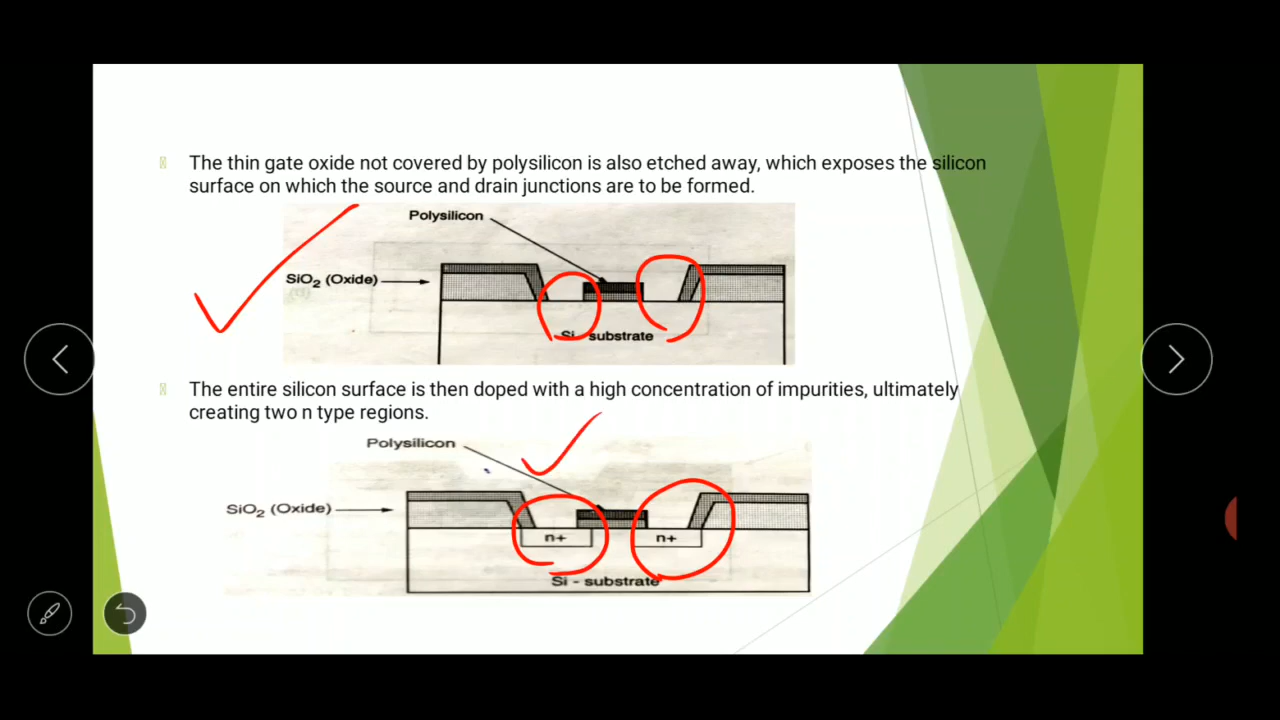 The thin gate oxide not covered by polysilicon is also etched away, which exposes the silicon
surface on which the source and drain junctions are to be formed.
Polysilicon
SiO₂ (Oxide)
Si - substrate
The entire silicon surface is then doped with a high concentration of impurities, ultimately
creating two n type regions.
Polysilicon
SiO₂ (Oxide)
n+ n+
Si - substrate